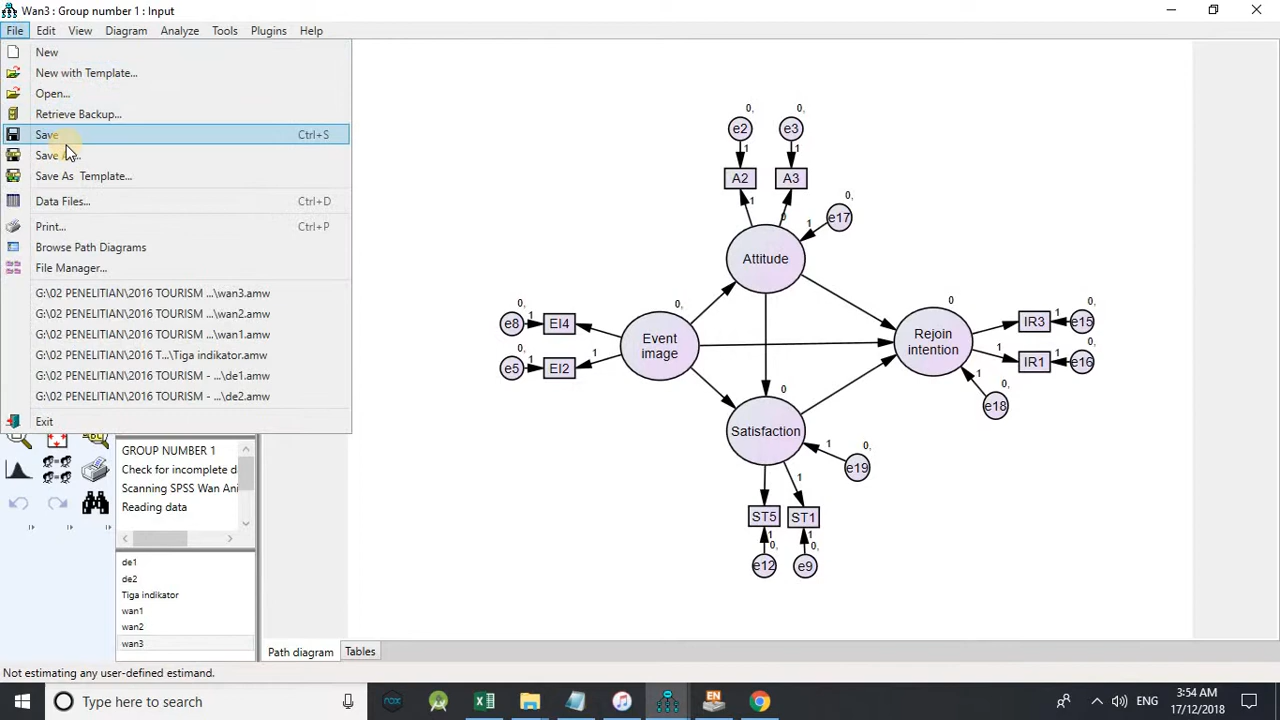 Wan3 : Group number 1 : Input
File Edit View Diagram Analyze Tools Plugins Help
New
New with Template...
Open...
Retrieve Backup...
Save Ctrl+S
Save
Save As Template...
Data Files... Ctrl+D
Print... Ctrl+P
Browse Path Diagrams
File Manager...
G:\02 PENELITIAN\2016 TOURISM ...\wan3.amw
G:\02 PENELITIAN\2016 TOURISM ...\wan2.amw
G:\02 PENELITIAN\2016 TOURISM ...\wan1.amw
G:\02 PENELITIAN\2016 T...\Tiga indikator.amw
G:\02 PENELITIAN\2016 TOURISM - ...\de1.amw
G:\02 PENELITIAN\2016 TOURISM - ...\de2.amw
Exit
GROUP NUMBER 1
Check for incomplete d
Scanning SPSS Wan Ani
Reading data
de1
de2
Tiga indikator
wan1
wan2
wan3
0, 0,
e2 e3
1 1
A2 A3
1 0 0,
1 e17
Attitude
0, 0, 0 0,
e8 1 EI4 IR3 1 e15
Event
image
Rejoin
intention
0, 1 1 0,
e5 1 EI2 IR1 1 e16
0 1 0,
e18
Satisfaction
1 0,
e19
1
ST5 ST1
1 1
0, 0,
e12 e9
Path diagram Tables
Not estimating any user-defined estimand.
Type here to search
EN
ENG
3:54 AM
17/12/2018